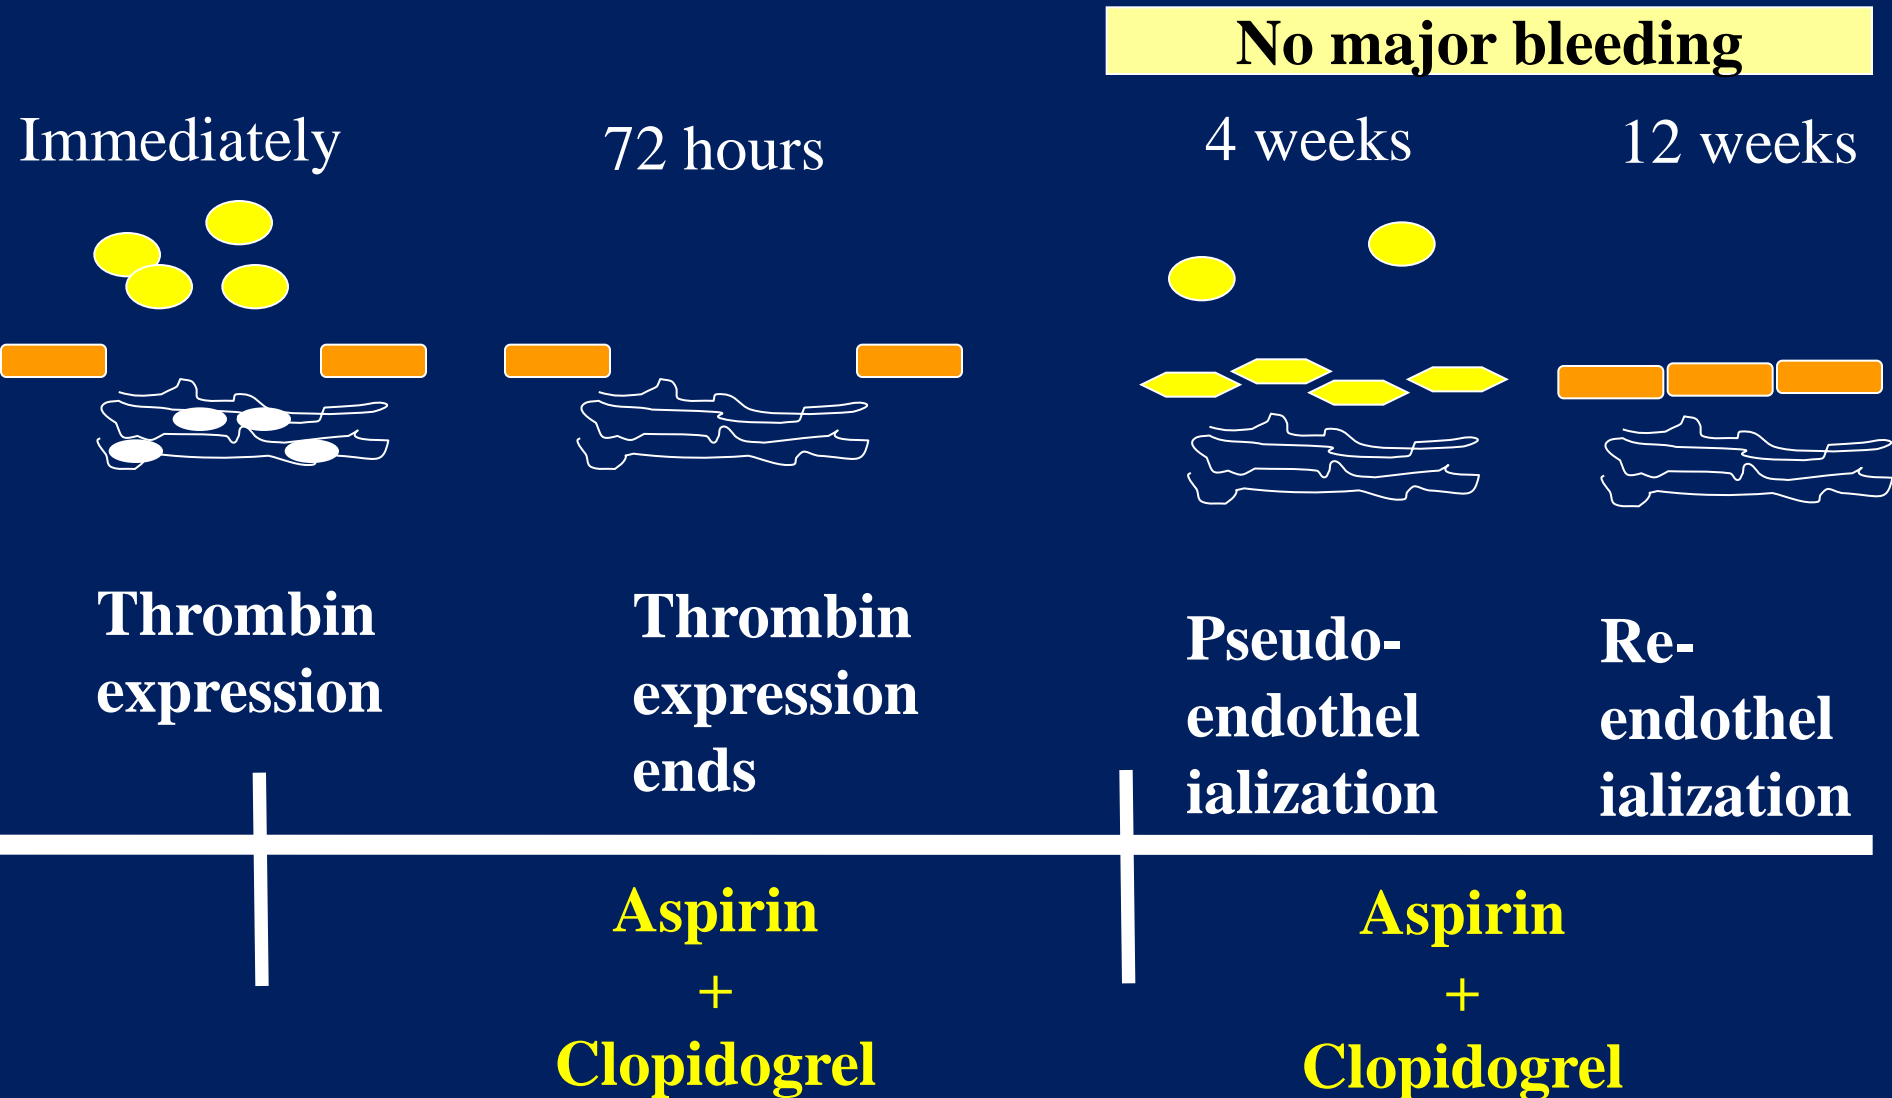 No major bleeding
Immediately
72 hours
4 weeks
12 weeks
Thrombin
expression
Thrombin
expression
ends
Pseudo-
endothel
ialization
Re-
endothel
ialization
Aspirin
+
Clopidogrel
Aspirin
+
Clopidogrel